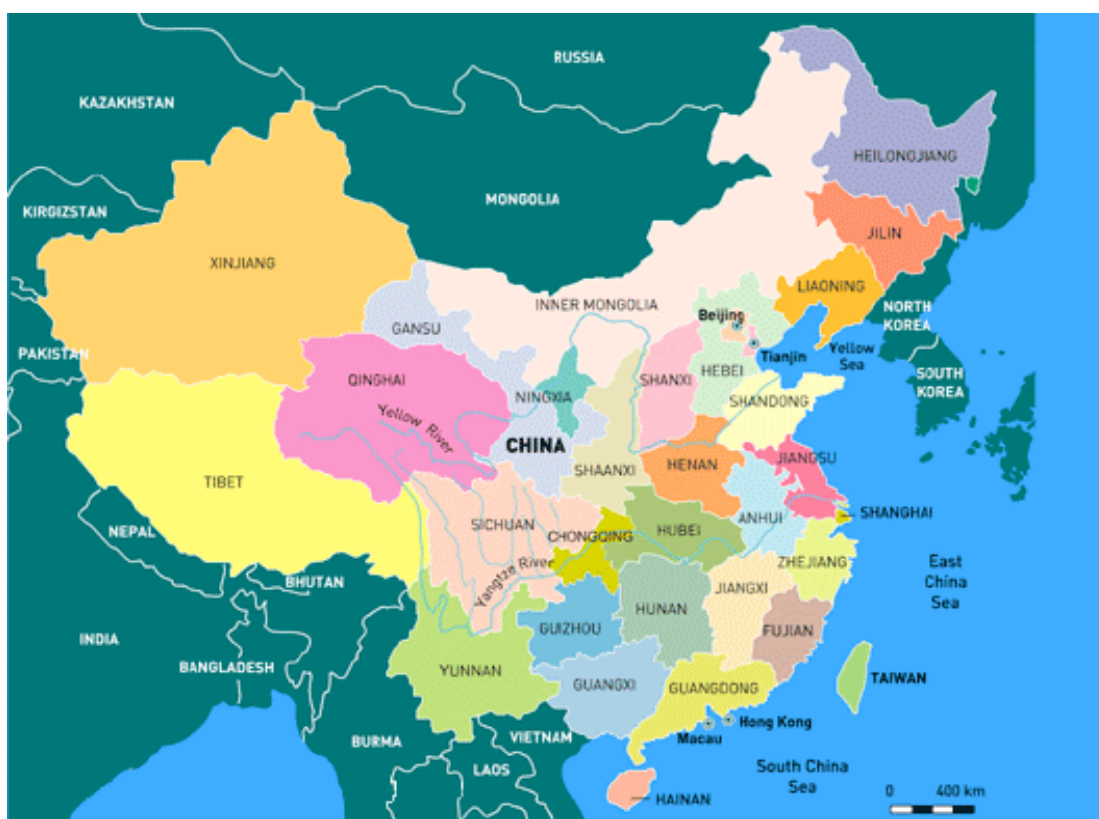 RUSSIA
KAZAKHSTAN
HEILONGJIANG
MONGOLIA
KIRGIZSTAN
JILIN
XINJIANG
LIAONING
INNER MONGOLIA
NORTH
KOREA
GANSU
Beijing
Yellow
Sea
Tianjin
PAKISTAN
QINGHAI
SHANXI
HEBEI
SOUTH
KOREA
NINGXIA
SHANDONG
Yellow River
CHINA
HENAN
JIANGSU
SHAANXI
TIBET
SHANGHAI
ANHUI
SICHUAN
HUBEI
NEPAL
CHONGQING
ZHEJIANG
East
China
Sea
Yangtze River
BHUTAN
JIANGXI
HUNAN
INDIA
GUIZHOU
FUJIAN
BANGLADESH
YUNNAN
TAIWAN
GUANGXI
GUANGDONG
Hong Kong
Macau
BURMA
VIETNAM
LAOS
South China
Sea
HAINAN
0 400 km